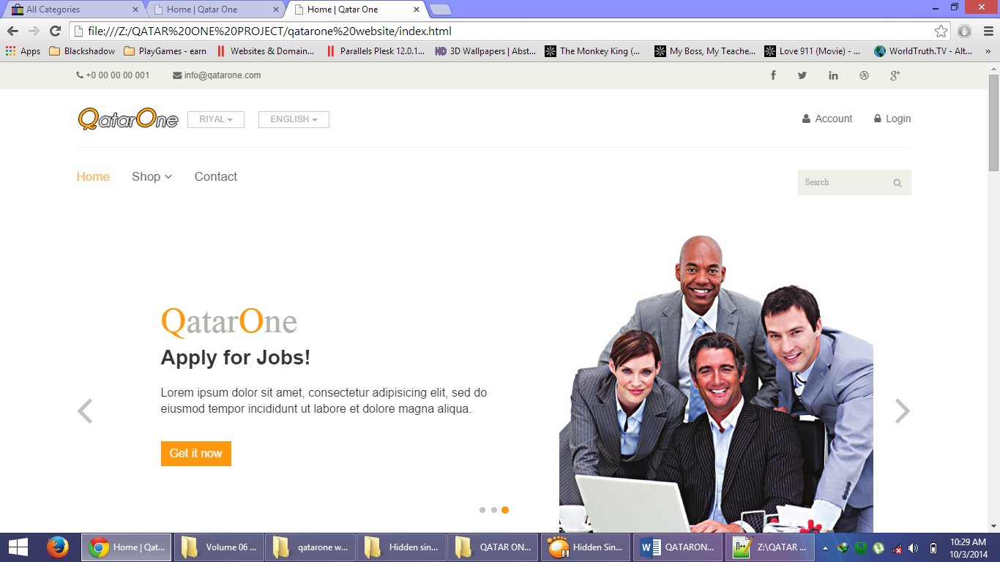 All Categories
Home | Qatar One
Home | Qatar One
file:///Z:/QATAR%20ONE%20PROJECT/qatarone%20website/index.html
Apps
Blackshadow
PlayGames - earn
Websites & Domain...
Parallels Plesk 12.0.1...
HD 3D Wallpapers | Abst...
The Monkey King (...
My Boss, My Teache...
Love 911 (Movie) - ...
WorldTruth.TV - Alt...
»
+0 00 00 00 001
info@qatarone.com
QatarOne
RIYAL
ENGLISH
Account
Login
Home
Shop
Contact
Search
QatarOne
Apply for Jobs!
Lorem ipsum dolor sit amet, consectetur adipisicing elit, sed do
eiusmod tempor incididunt ut labore et dolore magna aliqua.
Get it now
Home | Qat...
Volume 06 ...
qatarone w...
Hidden sin...
QATAR ON...
Hidden Sin...
QATARON...
Z:\QATAR ...
10:29 AM
10/3/2014